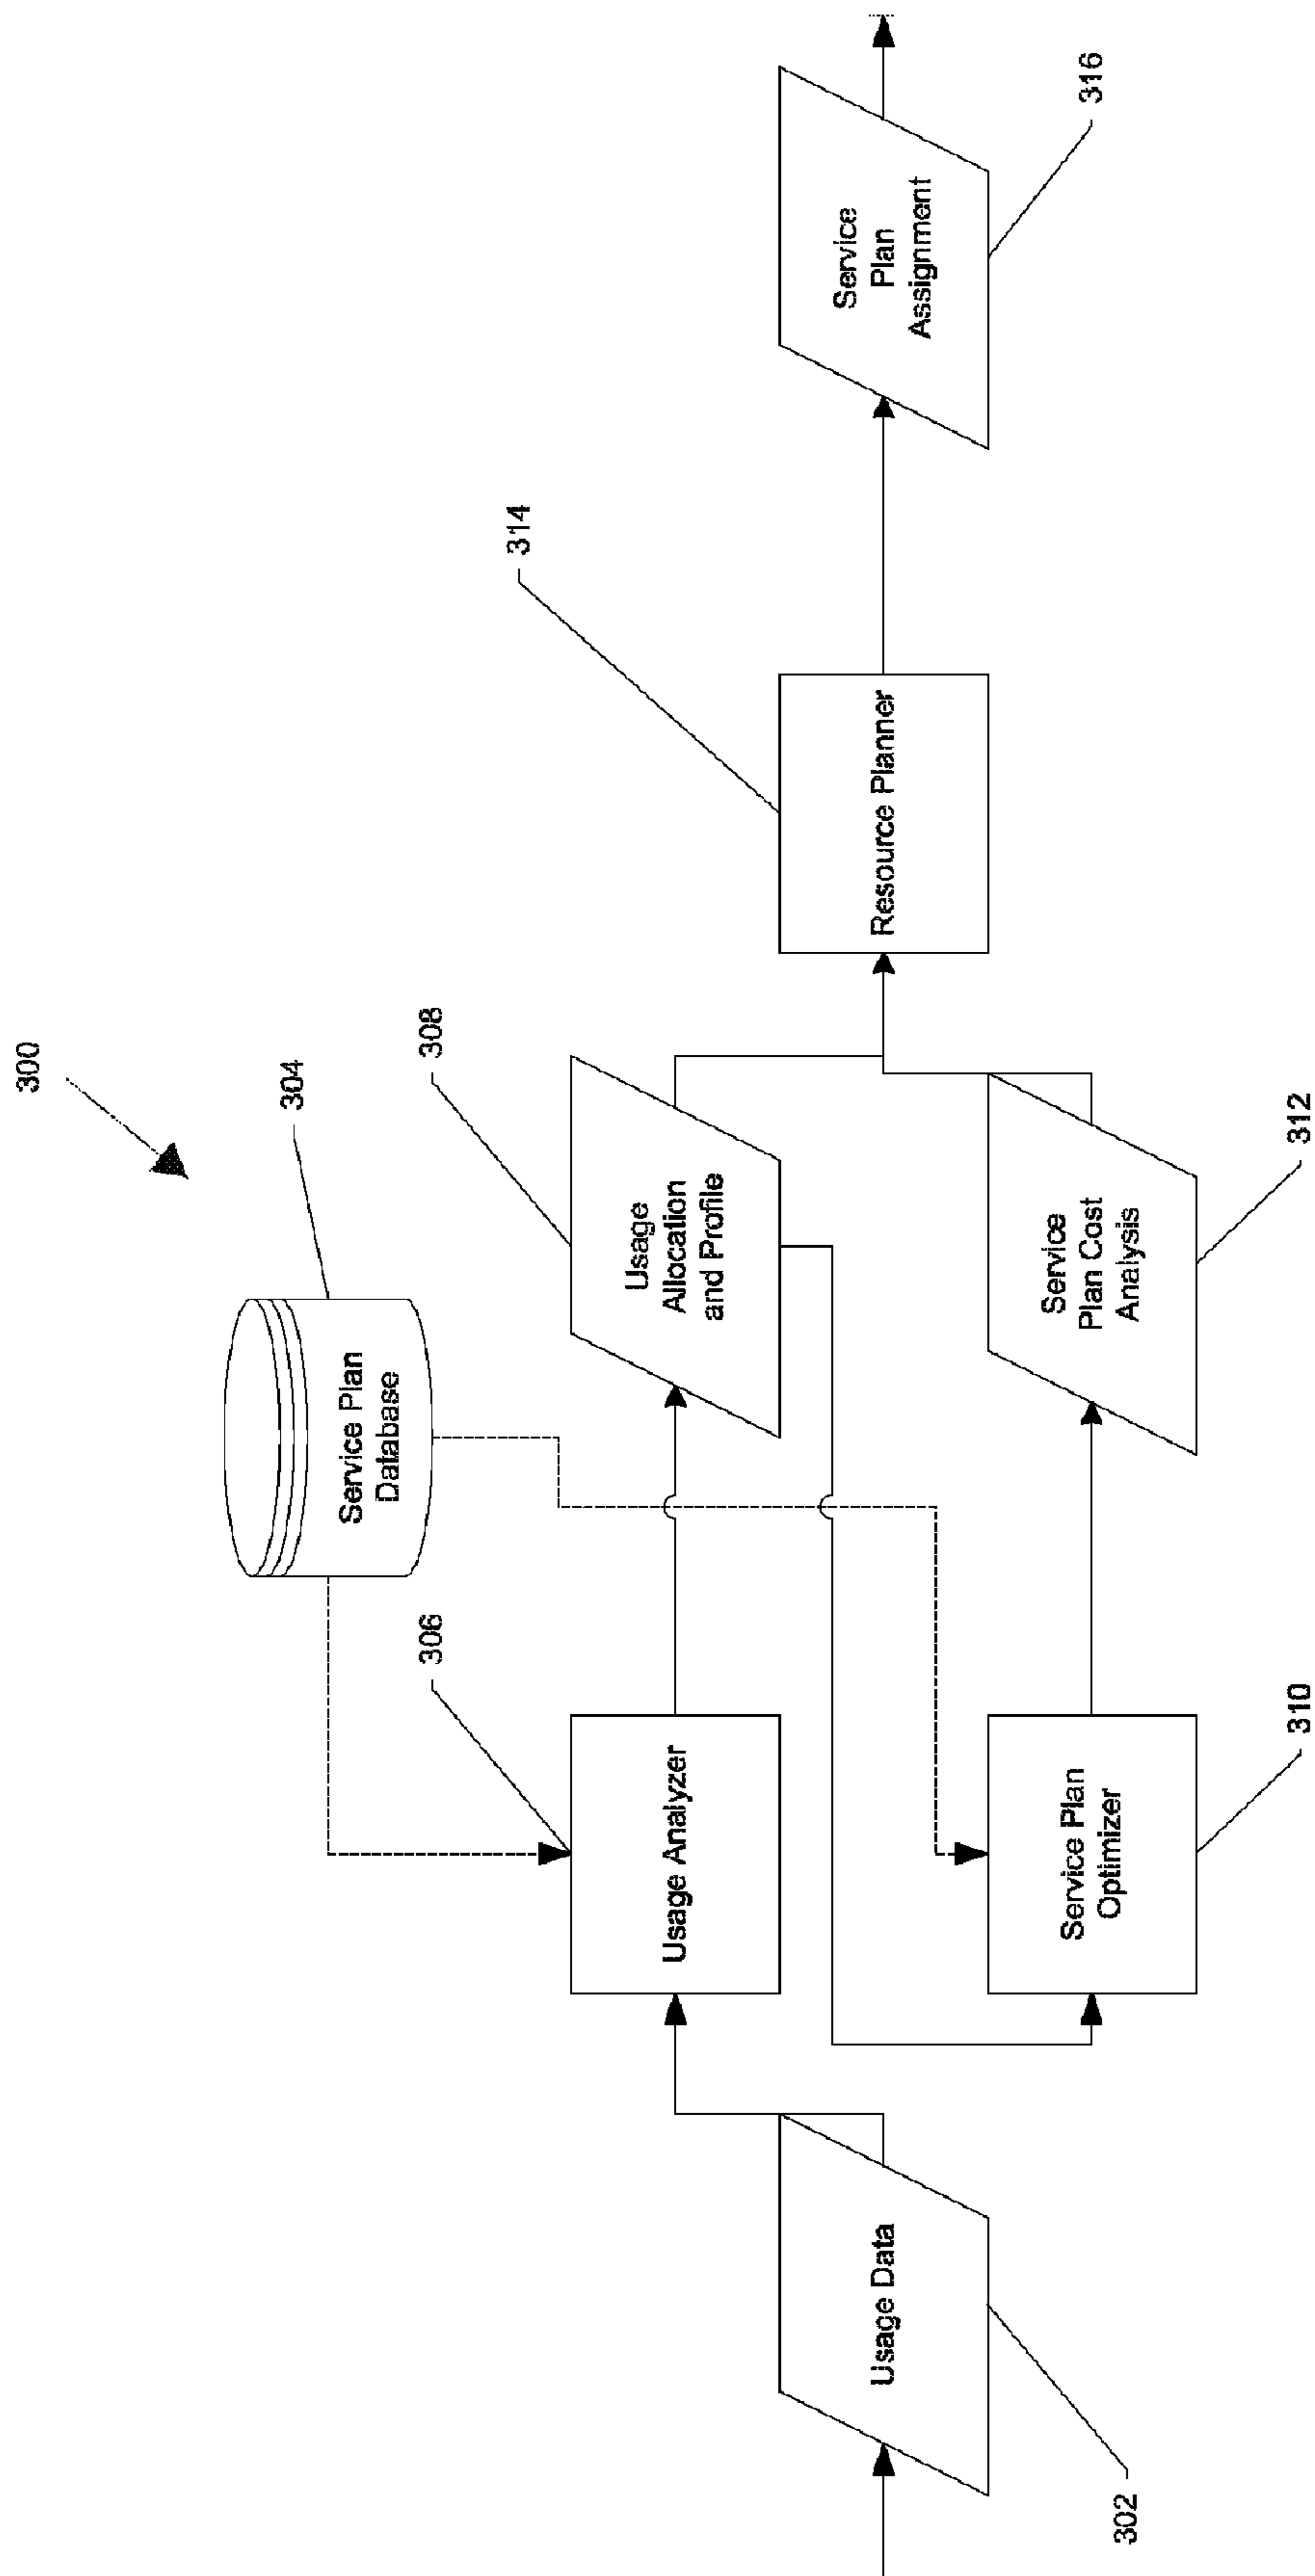 300
304
Service Plan
Database
306
308
314
Usage Analyzer
Usage
Allocation
and Profile
Usage Data
Resource Planner
Service
Plan
Assignment
Service Plan
Optimizer
Service
Plan Cost
Analysis
302
310
312
316